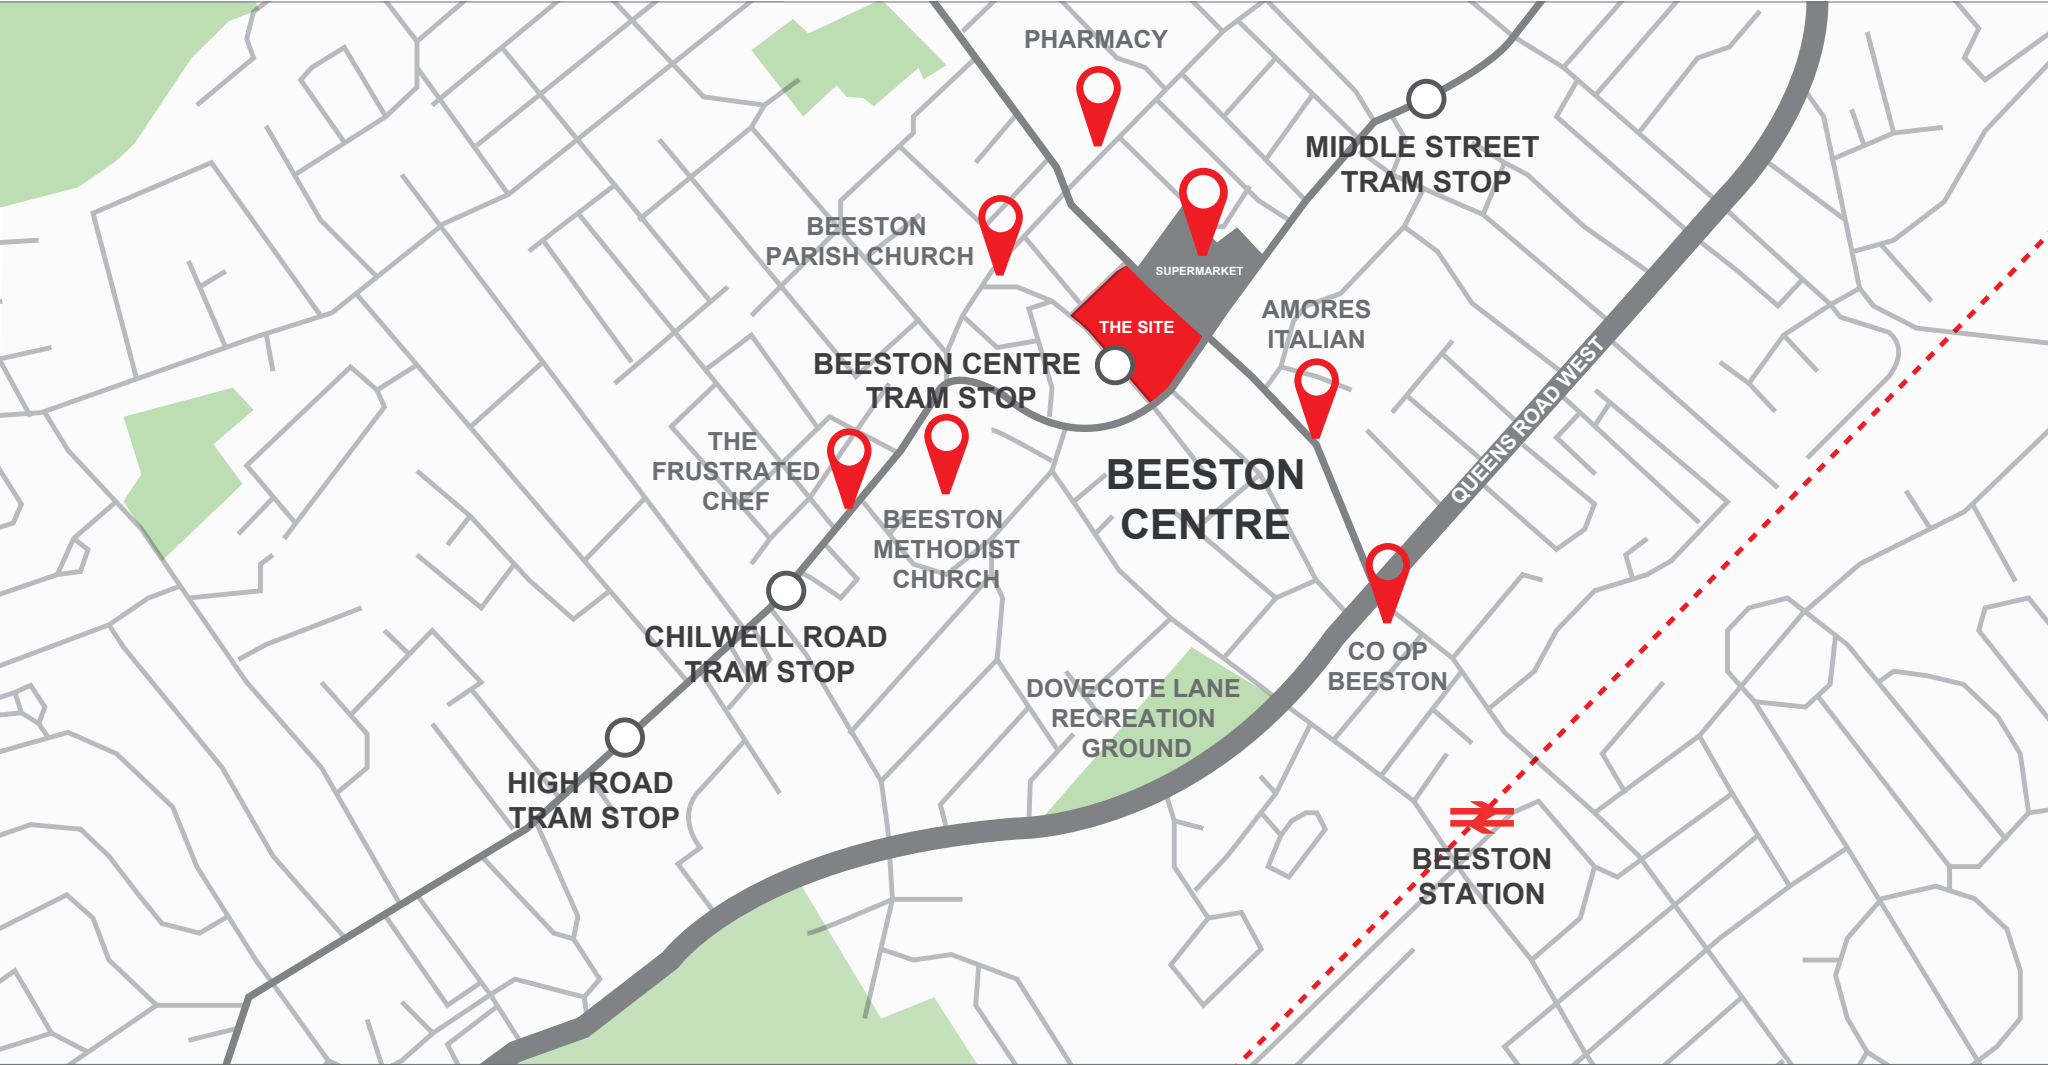 PHARMACY
MIDDLE STREET
TRAM STOP
BEESTON
PARISH CHURCH
SUPERMARKET
THE SITE
AMORES
ITALIAN
BEESTON CENTRE
TRAM STOP
QUEENS ROAD WEST
THE
FRUSTRATED
CHEF
BEESTON
CENTRE
BEESTON
METHODIST
CHURCH
CHILWELL ROAD
TRAM STOP
CO OP
BEESTON
DOVECOTE LANE
RECREATION
GROUND
HIGH ROAD
TRAM STOP
BEESTON
STATION